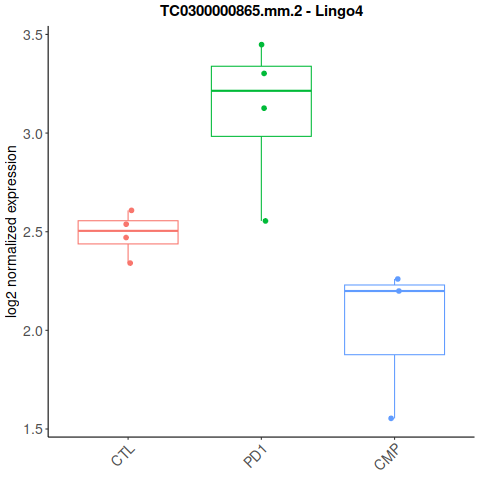 TC0300000865.mm.2 - Lingo4
log2 normalized expression
3.5
3.0
2.5
2.0
1.5
CTL
PD1
CMP